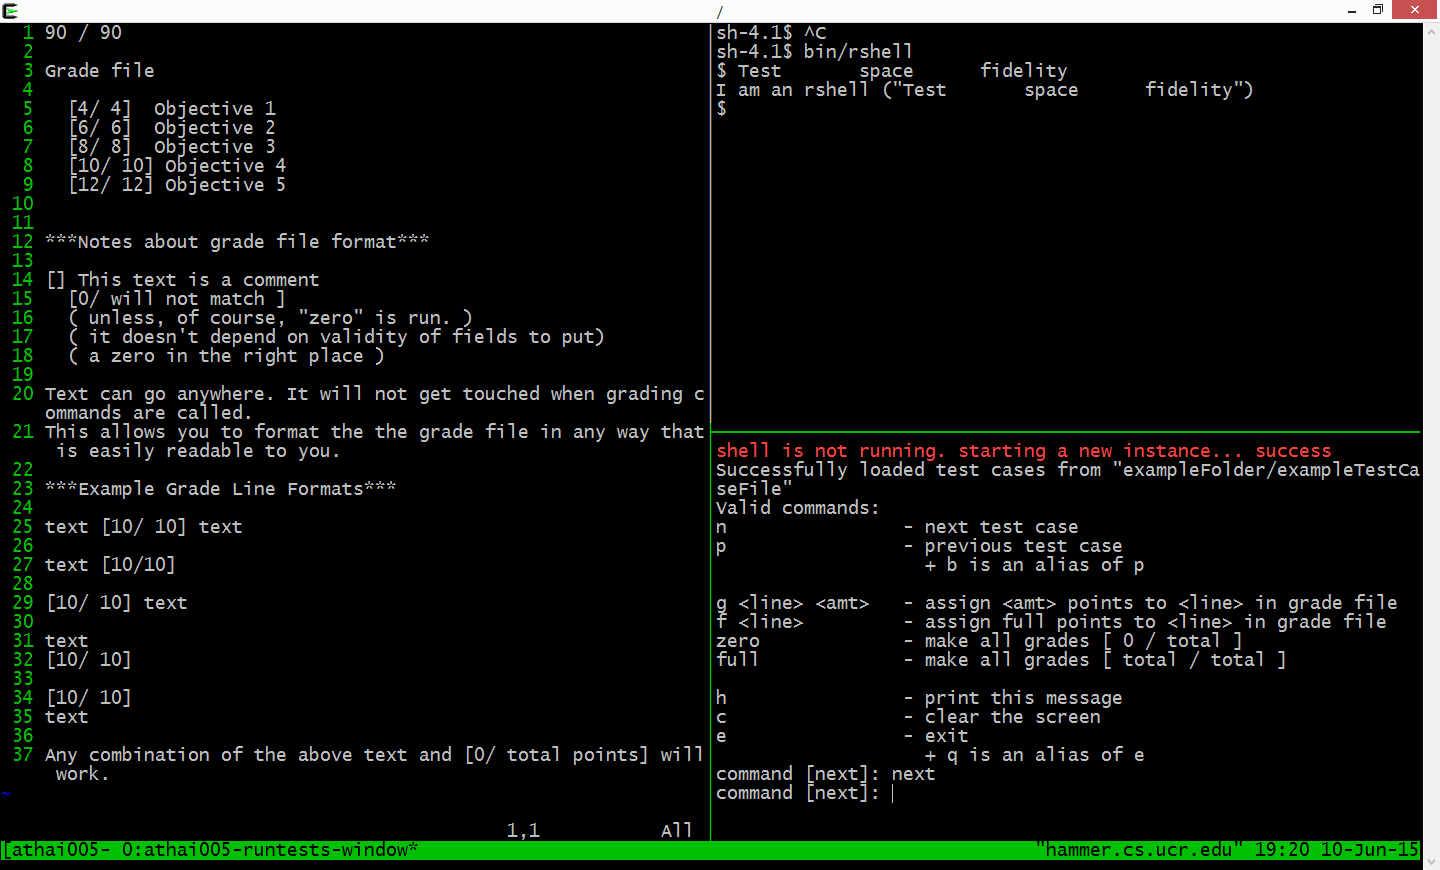 /
1 90 / 90
2
3 Grade file
4
5   [4/ 4]  Objective 1
6   [6/ 6]  Objective 2
7   [8/ 8]  Objective 3
8   [10/ 10] Objective 4
9   [12/ 12] Objective 5
10
11
12 ***Notes about grade file format***
13
14 [] This text is a comment
15   [0/ will not match ]
16   ( unless, of course, "zero" is run. )
17   ( it doesn't depend on validity of fields to put)
18   ( a zero in the right place )
19
20 Text can go anywhere. It will not get touched when grading c
ommands are called.
21 This allows you to format the the grade file in any way that
 is easily readable to you.
22
23 ***Example Grade Line Formats***
24
25 text [10/ 10] text
26
27 text [10/10]
28
29 [10/ 10] text
30
31 text
32 [10/ 10]
33
34 [10/ 10]
35 text
36
37 Any combination of the above text and [0/ total points] will
 work.
~
1,1           All
sh-4.1$ ^C
sh-4.1$ bin/rshell
$ Test       space      fidelity
I am an rshell ("Test       space      fidelity")
$
shell is not running. starting a new instance... success
Successfully loaded test cases from "exampleFolder/exampleTestCa
seFile"
Valid commands:
n                - next test case
p                - previous test case
                   + b is an alias of p
g <line> <amt>   - assign <amt> points to <line> in grade file
f <line>         - assign full points to <line> in grade file
zero             - make all grades [ 0 / total ]
full             - make all grades [ total / total ]
h                - print this message
c                - clear the screen
e                - exit
                   + q is an alias of e
command [next]: next
command [next]:
[athai005- 0:athai005-runtests-window* "hammer.cs.ucr.edu" 19:20 10-Jun-15